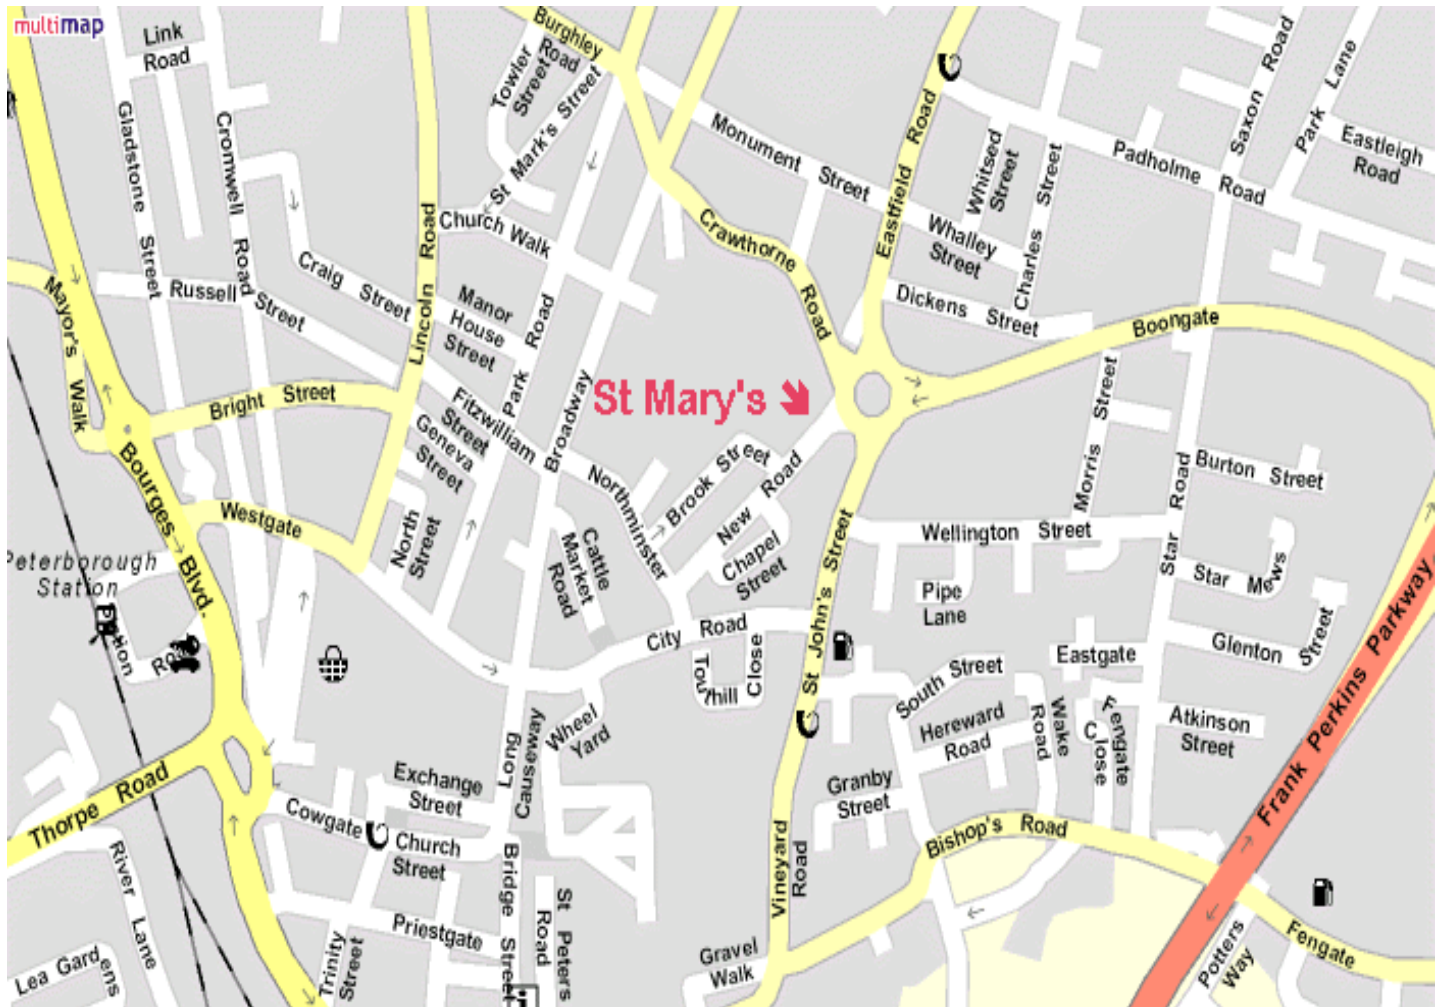 multimap
Link
Road
Burghley
Road
Towler
Street
St Mark's Street
Gladstone Street
Cromwell Road
Monument Street
Eastfield Road
Whitsed
Street
Charles Street
Padholme Road
Saxon Road
Park Lane
Eastleigh
Road
Church Walk
Whalley
Street
Crawthorne Road
Lincoln Road
Craig Street
Russell Street
Mayor's Walk
Manor
House
Street
Park Road
Dickens Street
Boongate
Bright Street
Fitzwilliam
Street
Broadway
St Mary's
Geneva
Street
Morris Street
Burton Street
Bourges Blvd.
Westgate
North
Street
Northminster
Brook Street
New Road
Chapel
Street
Cattle
Market
Road
Wellington Street
Star Road
Star Mews
Peterborough
Station
Station Road
Pipe
Lane
St John's Street
City Road
Touthill Close
Eastgate
Glenton Street
South Street
Hereward
Road
Wake
Road
Fengate
Close
Atkinson
Street
Frank Perkins Parkway
Wheel
Yard
Long
Causeway
Exchange
Street
Granby
Street
Thorpe Road
Cowgate
Church
Street
Bishop's Road
Vineyard
Road
River Lane
Bridge Street
St Peters
Road
Priestgate
Trinity
Street
Gravel
Walk
Lea Gardens
Potters
Way
Fengate